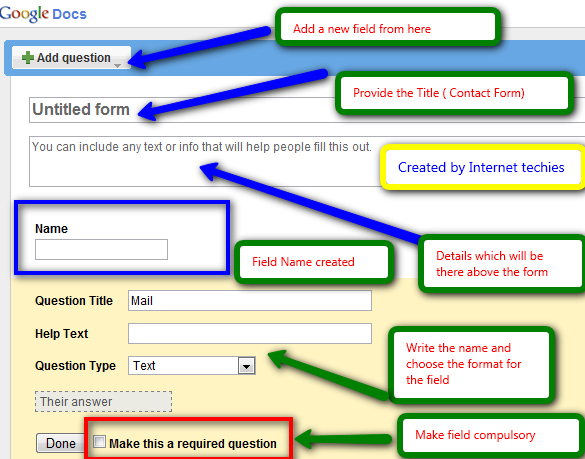 Google Docs
Add a new field from here
Add question
Provide the Title ( Contact Form)
Untitled form
You can include any text or info that will help people fill this out.
Created by Internet techies
Name
Field Name created
Details which will be
there above the form
Question Title
Mail
Help Text
Question Type
Text
Write the name and
choose the format for
the field
Their answer
Make field compulsory
Done
Make this a required question